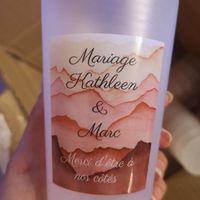 Mariage
Kathleen
&
Marc
Merci d'être à
nos côtés